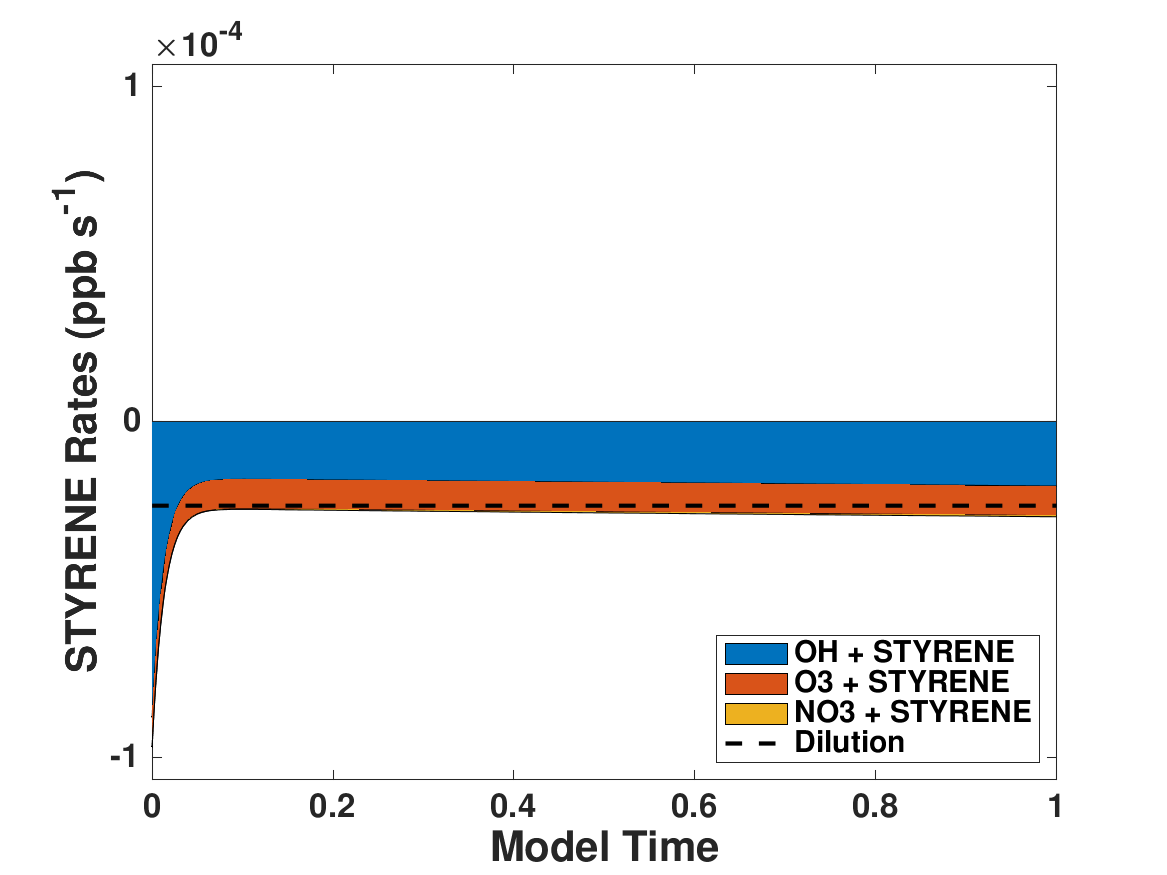 ×10⁻⁴
1
0
-1
STYRENE Rates (ppb s⁻¹)
0
0.2
0.4
0.6
0.8
1
Model Time
OH + STYRENE
O3 + STYRENE
NO3 + STYRENE
Dilution